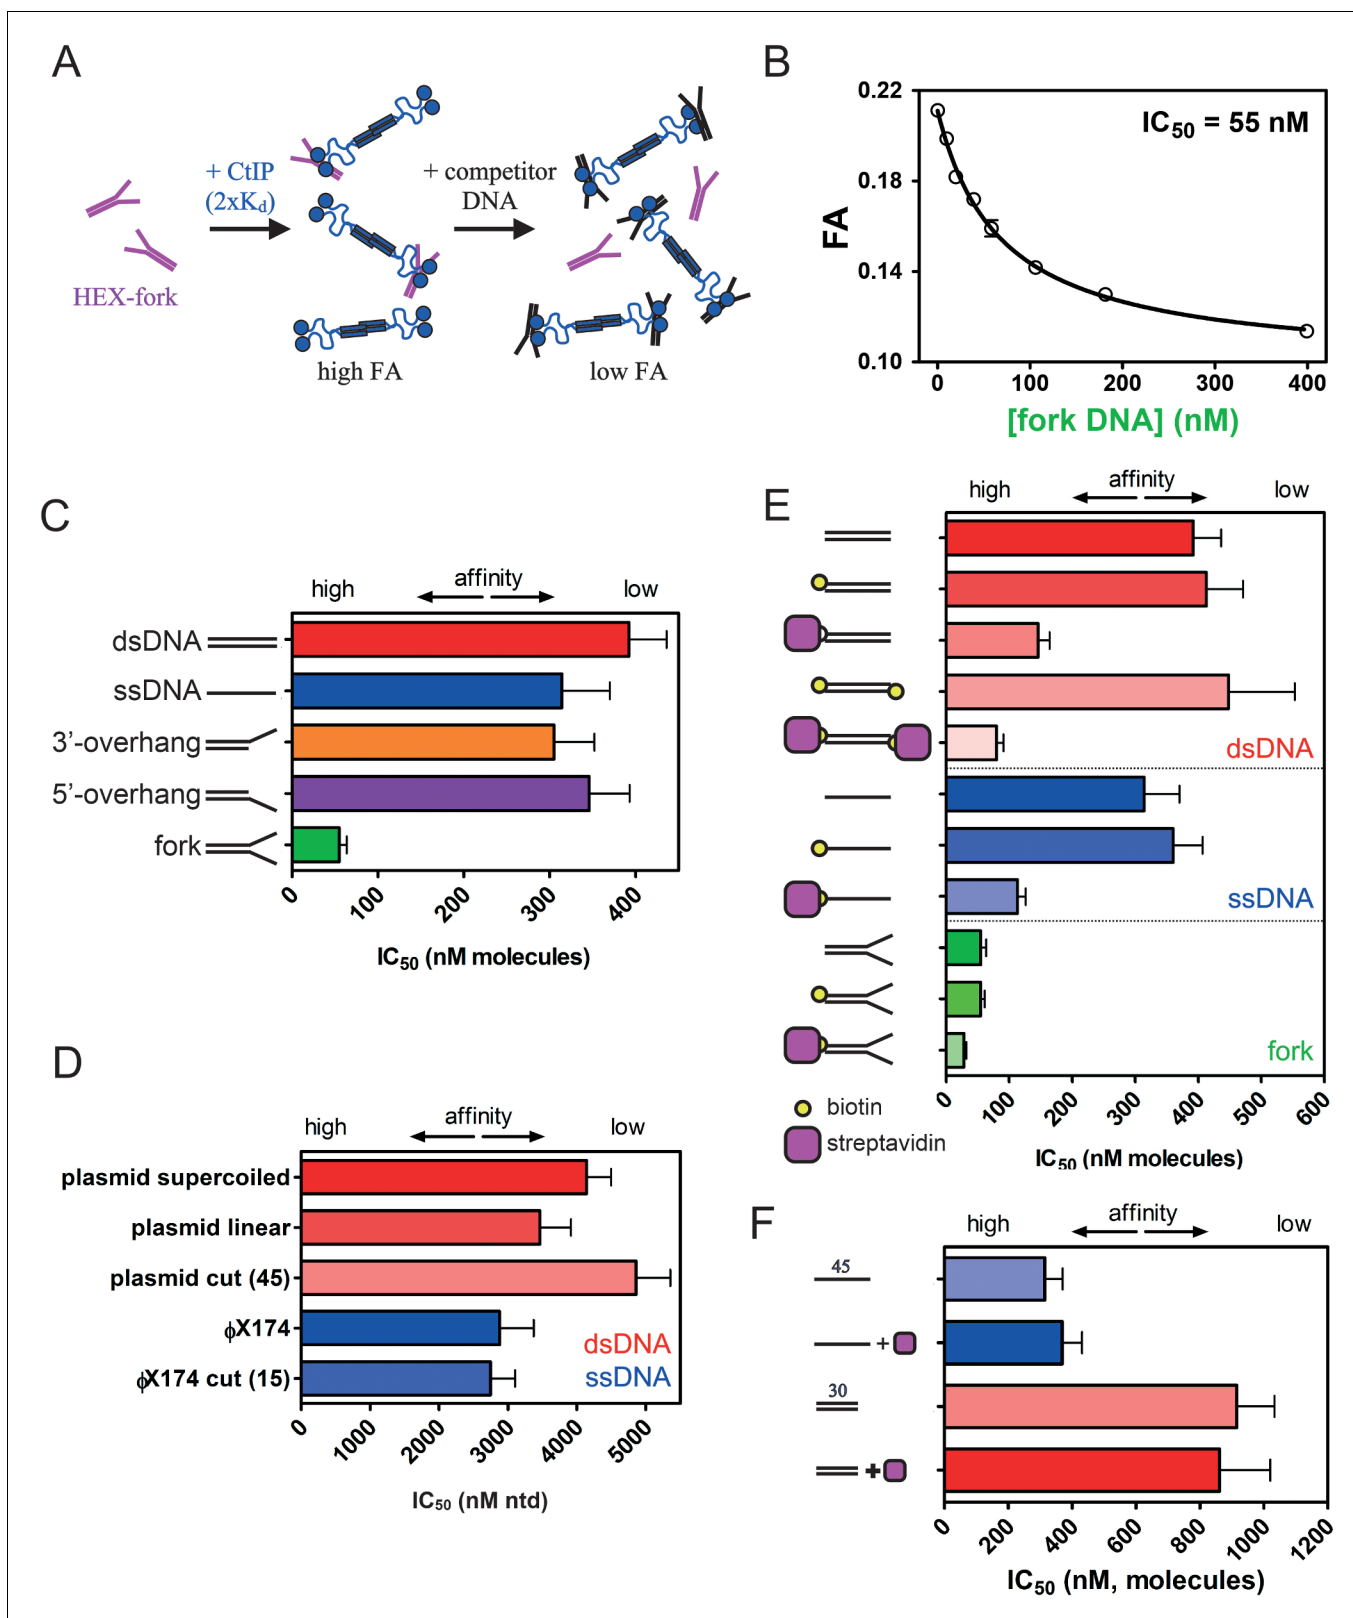 A
+ CtIP
(2xKd)
+ competitor
DNA
HEX-fork
high FA
low FA
B
0.22
0.18
0.14
0.10
FA
IC50 = 55 nM
0 100 200 300 400
[fork DNA] (nM)
C
high affinity low
dsDNA
ssDNA
3'-overhang
5'-overhang
fork
0 100 200 300 400
IC50 (nM molecules)
D
high affinity low
plasmid supercoiled
plasmid linear
plasmid cut (45)
ϕX174
ϕX174 cut (15)
dsDNA
ssDNA
0 1000 2000 3000 4000 5000
IC50 (nM ntd)
E
high affinity low
dsDNA
ssDNA
fork
biotin
streptavidin
0 100 200 300 400 500 600
IC50 (nM molecules)
F
high affinity low
45
+
30
+
0 200 400 600 800 1000 1200
IC50 (nM, molecules)